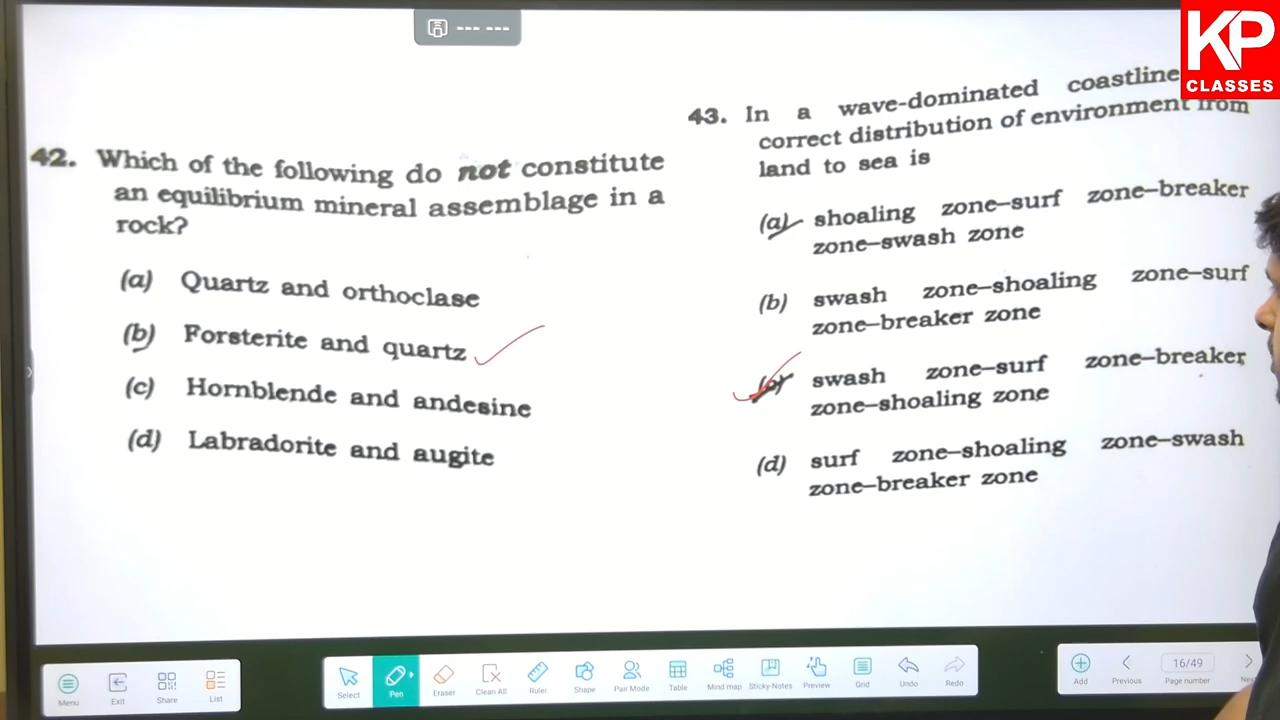 --- ---
KP
CLASSES
42. Which of the following do not constitute
an equilibrium mineral assemblage in a
rock?
(a) Quartz and orthoclase
(b) Forsterite and quartz
(c) Hornblende and andesine
(d) Labradorite and augite
43. In a wave-dominated coastline
correct distribution of environment from
land to sea is
(a) shoaling zone–surf zone–breaker
zone–swash zone
(b) swash zone–shoaling zone–surf
zone–breaker zone
(c) swash zone–surf zone–breaker
zone–shoaling zone
(d) surf zone–shoaling zone–swash
zone–breaker zone
Menu Exit Share List
Select Pen Eraser Clean All Ruler Shape Pair Mode Table Mind map Sticky-Notes Preview Grid Undo Redo
16/49
Add Previous Page number